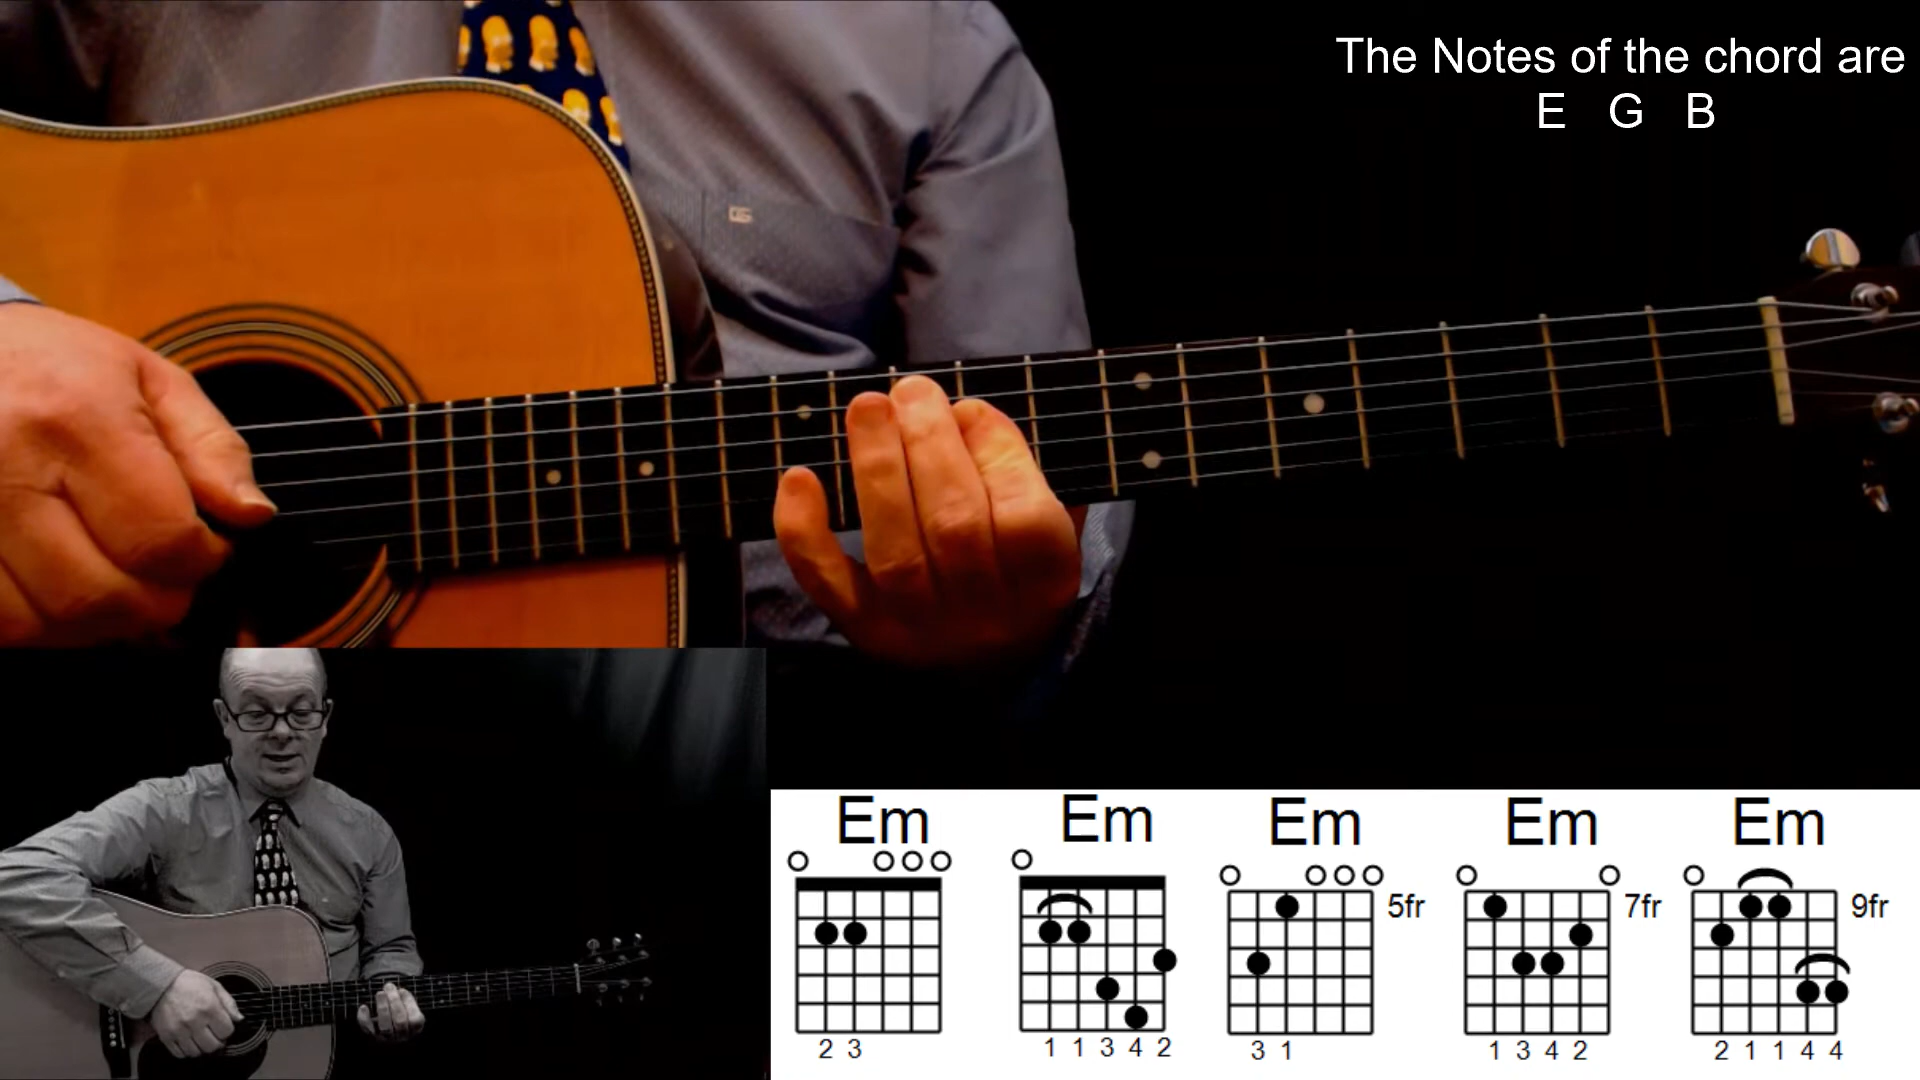 The Notes of the chord are
E G B
Em Em Em Em Em
5fr 7fr 9fr
2 3 1 1 3 4 2 3 1 1 3 4 2 2 1 1 4 4